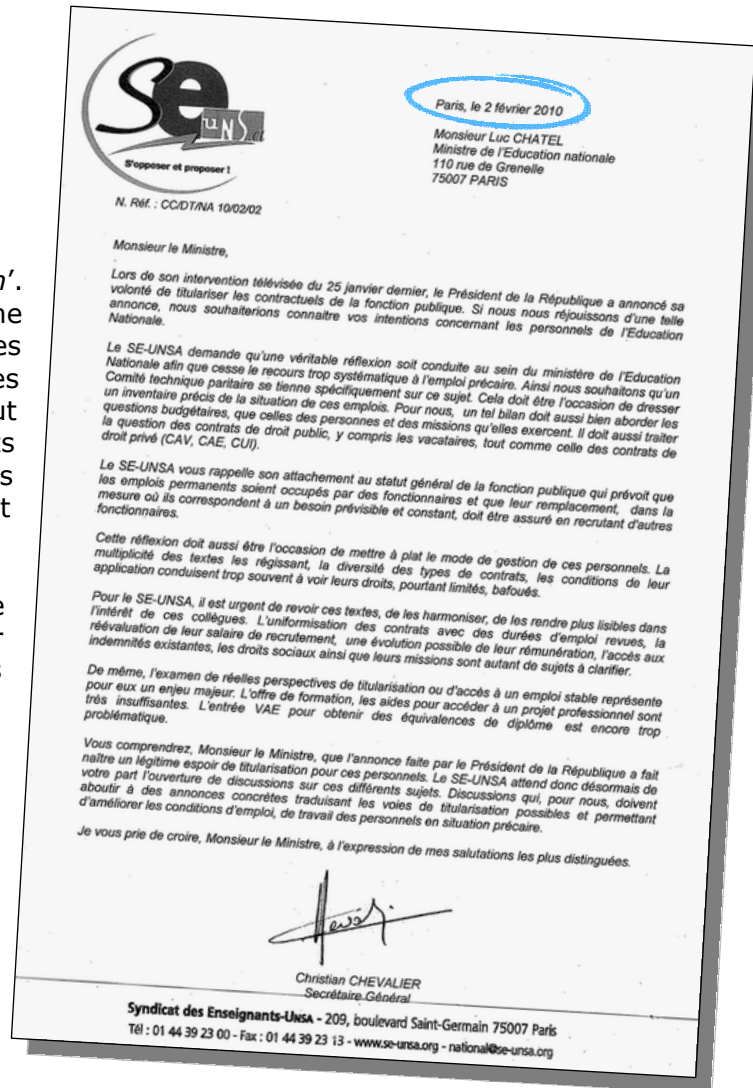 n'.
ne
es
es
ut
ts
s
t
e
r
s
Se
UNSA
S'opposer et proposer !
N. Réf. : CC/DT/NA 10/02/02
Paris, le 2 février 2010
Monsieur Luc CHATEL
Ministre de l'Education nationale
110 rue de Grenelle
75007 PARIS
Monsieur le Ministre,
Lors de son intervention télévisée du 25 janvier dernier, le Président de la République a annoncé sa
volonté de titulariser les contractuels de la fonction publique. Si nous nous réjouissons d'une telle
annonce, nous souhaiterions connaitre vos intentions concernant les personnels de l'Education
Nationale.
Le SE-UNSA demande qu'une véritable réflexion soit conduite au sein du ministère de l'Education
Nationale afin que cesse le recours trop systématique à l'emploi précaire. Ainsi nous souhaitons qu'un
Comité technique paritaire se tienne spécifiquement sur ce sujet. Cela doit être l'occasion de dresser
un inventaire précis de la situation de ces emplois. Pour nous, un tel bilan doit aussi bien aborder les
questions budgétaires, que celles des personnes et des missions qu'elles exercent. Il doit aussi traiter
la question des contrats de droit public, y compris les vacataires, tout comme celle des contrats de
droit privé (CAV, CAE, CUI).
Le SE-UNSA vous rappelle son attachement au statut général de la fonction publique qui prévoit que
les emplois permanents soient occupés par des fonctionnaires et que leur remplacement, dans la
mesure où ils correspondent à un besoin prévisible et constant, doit être assuré en recrutant d'autres
fonctionnaires.
Cette réflexion doit aussi être l'occasion de mettre à plat le mode de gestion de ces personnels. La
multiplicité des textes les régissant, la diversité des types de contrats, les conditions de leur
application conduisent trop souvent à voir leurs droits, pourtant limités, bafoués.
Pour le SE-UNSA, il est urgent de revoir ces textes, de les harmoniser, de les rendre plus lisibles dans
l'intérêt de ces collègues. L'uniformisation des contrats avec des durées d'emploi revues, la
réévaluation de leur salaire de recrutement, une évolution possible de leur rémunération, l'accès aux
indemnités existantes, les droits sociaux ainsi que leurs missions sont autant de sujets à clarifier.
De même, l'examen de réelles perspectives de titularisation ou d'accès à un emploi stable représente
pour eux un enjeu majeur. L'offre de formation, les aides pour accéder à un projet professionnel sont
très insuffisantes. L'entrée VAE pour obtenir des équivalences de diplôme est encore trop
problématique.
Vous comprendrez, Monsieur le Ministre, que l'annonce faite par le Président de la République a fait
naître un légitime espoir de titularisation pour ces personnels. Le SE-UNSA attend donc désormais de
votre part l'ouverture de discussions sur ces différents sujets. Discussions qui, pour nous, doivent
aboutir à des annonces concrètes traduisant les voies de titularisation possibles et permettant
d'améliorer les conditions d'emploi, de travail des personnels en situation précaire.
Je vous prie de croire, Monsieur le Ministre, à l'expression de mes salutations les plus distinguées.
Christian CHEVALIER
Secrétaire Général
Syndicat des Enseignants-UNSA - 209, boulevard Saint-Germain 75007 Paris
Tél : 01 44 39 23 00 - Fax : 01 44 39 23 13 - www.se-unsa.org - national@se-unsa.org